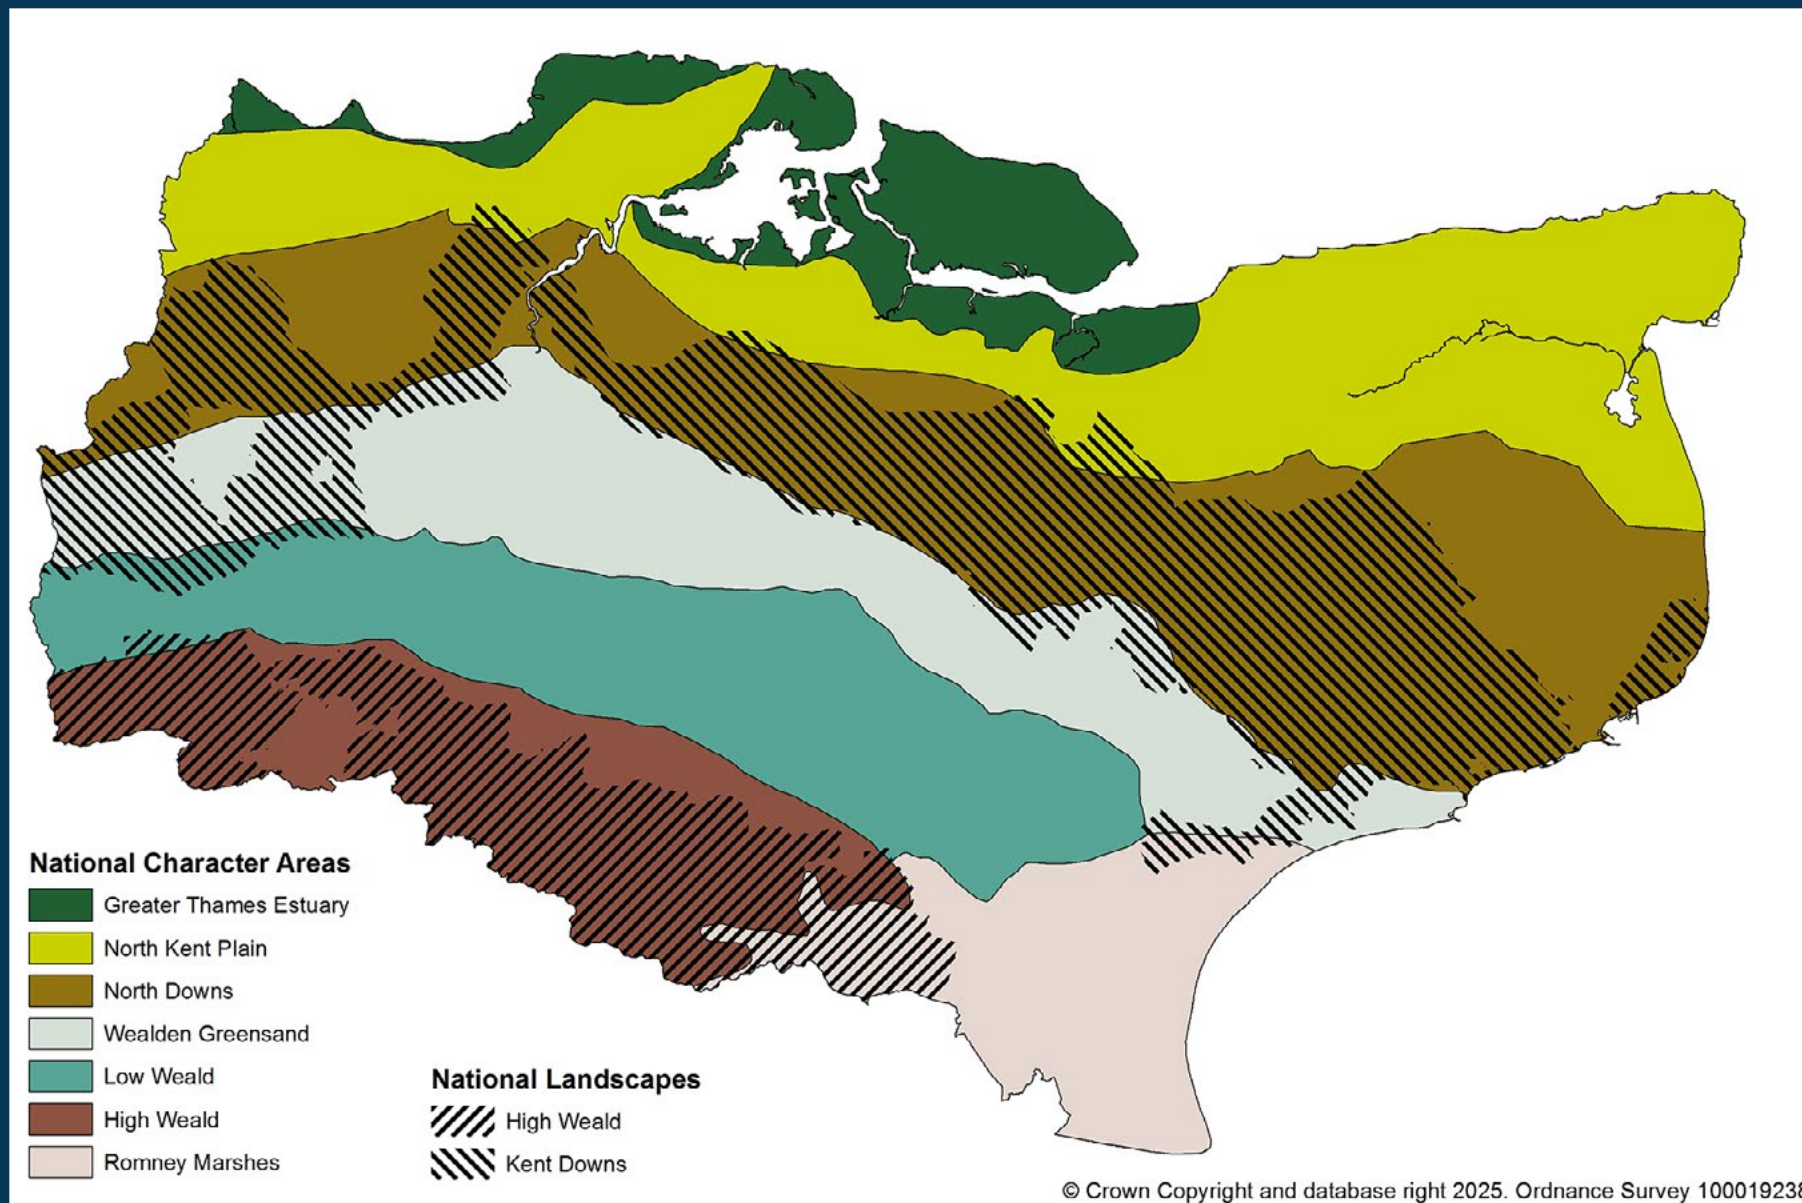 National Character Areas
Greater Thames Estuary
North Kent Plain
North Downs
Wealden Greensand
Low Weald
High Weald
Romney Marshes
National Landscapes
High Weald
Kent Downs
© Crown Copyright and database right 2025. Ordnance Survey 100019238